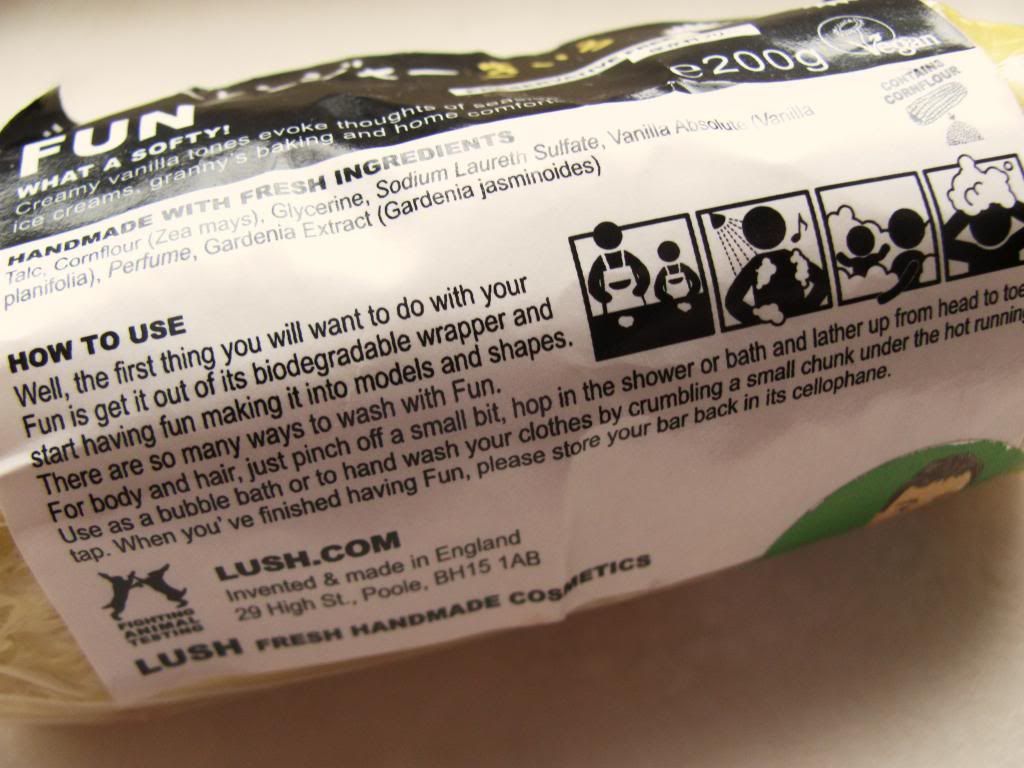 e200g
Vegan
CONTAINS
CORNFLOUR
FUN
WHAT A SOFTY!
Creamy vanilla tones evoke thoughts of
ice creams, granny's baking and home
HANDMADE WITH FRESH INGREDIENTS
Talc, Cornflour (Zea mays), Glycerine, Sodium Laureth Sulfate, Vanilla Absolute (Vanilla
planifolia), Perfume, Gardenia Extract (Gardenia jasminoides)
HOW TO USE
Well, the first thing you will want to do with your
Fun is get it out of its biodegradable wrapper and
start having fun making it into models and shapes.
There are so many ways to wash with Fun.
For body and hair, just pinch off a small bit, hop in the shower or bath and lather up from head to toe
Use as a bubble bath or to hand wash your clothes by crumbling a small chunk under the hot running
tap. When you've finished having Fun, please store your bar back in its cellophane.
FIGHTING
ANIMAL
TESTING
LUSH.COM
Invented & made in England
29 High St., Poole, BH15 1AB
LUSH FRESH HANDMADE COSMETICS